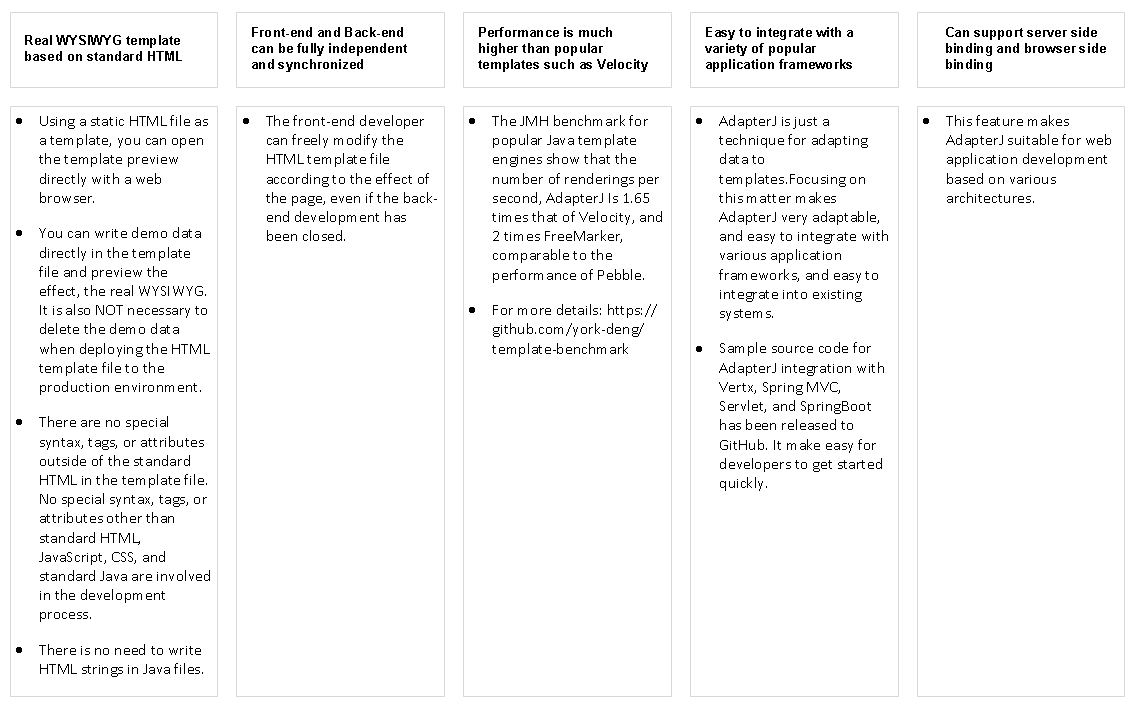 Real WYSIWYG template
based on standard HTML
Front-end and Back-end
can be fully independent
and synchronized
Performance is much
higher than popular
templates such as Velocity
Easy to integrate with a
variety of popular
application frameworks
Can support server side
binding and browser side
binding
• Using a static HTML file as
a template, you can open
the template preview
directly with a web
browser.
• You can write demo data
directly in the template
file and preview the
effect, the real WYSIWYG.
It is also NOT necessary to
delete the demo data
when deploying the HTML
template file to the
production environment.
• There are no special
syntax, tags, or attributes
outside of the standard
HTML in the template file.
No special syntax, tags, or
attributes other than
standard HTML,
JavaScript, CSS, and
standard Java are involved
in the development
process.
• There is no need to write
HTML strings in Java files.
• The front-end developer
can freely modify the
HTML template file
according to the effect of
the page, even if the back-
end development has
been closed.
• The JMH benchmark for
popular Java template
engines show that the
number of renderings per
second, AdapterJ Is 1.65
times that of Velocity, and
2 times FreeMarker,
comparable to the
performance of Pebble.
• For more details: https://
github.com/york-deng/
template-benchmark
• AdapterJ is just a
technique for adapting
data to
templates.Focusing on
this matter makes
AdapterJ very adaptable,
and easy to integrate with
various application
frameworks, and easy to
integrate into existing
systems.
• Sample source code for
AdapterJ integration with
Vertx, Spring MVC,
Servlet, and SpringBoot
has been released to
GitHub. It make easy for
developers to get started
quickly.
• This feature makes
AdapterJ suitable for web
application development
based on various
architectures.